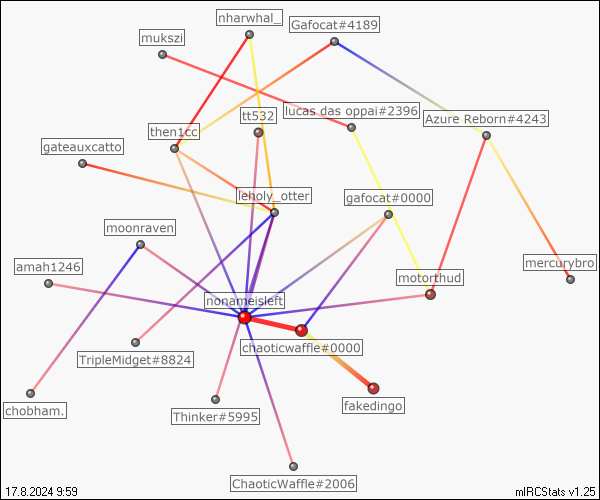 nharwhal_
Gafocat#4189
mukszi
lucas das oppai#2396
tt532
Azure Reborn#4243
then1cc
gateauxcatto
leholy_otter
gafocat#0000
moonraven
mercurybro
amah1246
motorthud
nonameisleft
chaoticwaffle#0000
TripleMidget#8824
fakedingo
chobham.
Thinker#5995
ChaoticWaffle#2006
17.8.2024 9:59
mIRCStats v1.25